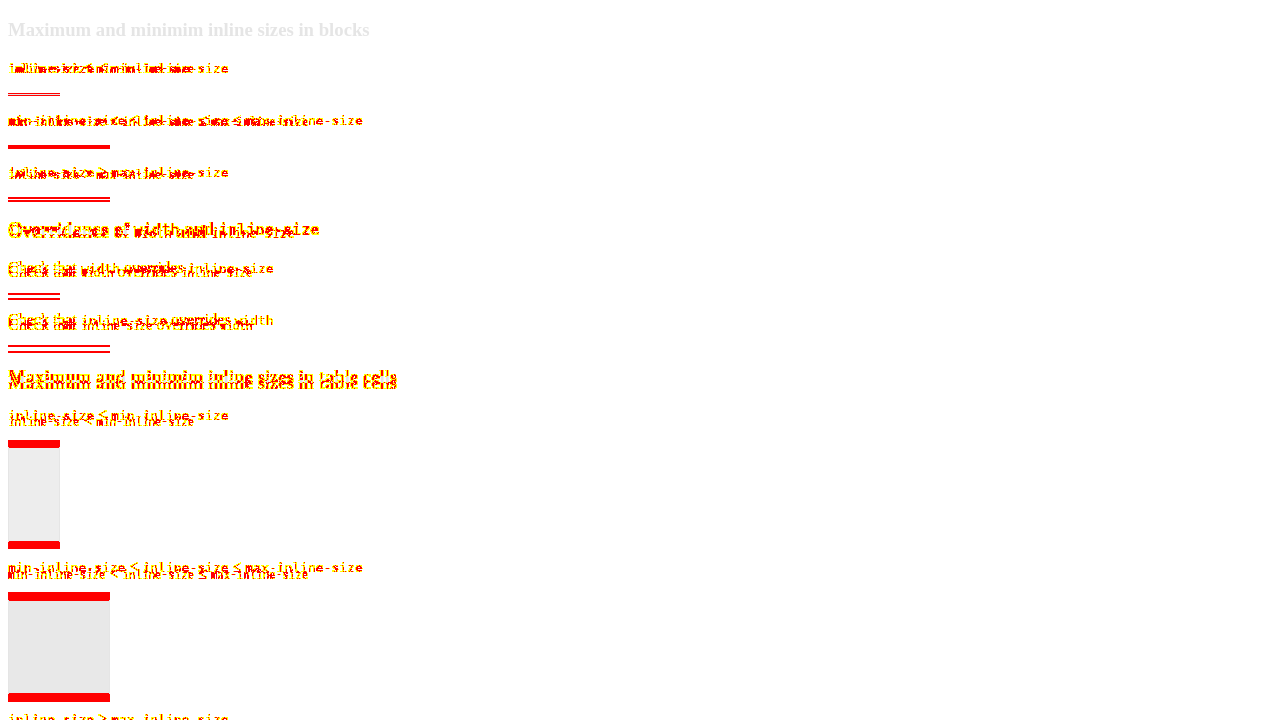 Maximum and minimim inline sizes in blocks
inline-size < min-inline-size
min-inline-size < inline-size < max-inline-size
inline-size > max-inline-size
Overridness of width and inline-size
Check that width overrides inline-size
Check that inline-size overrides width
Maximum and minimim inline sizes in table cells
inline-size < min-inline-size
min-inline-size < inline-size < max-inline-size
inline-size > max-inline-size